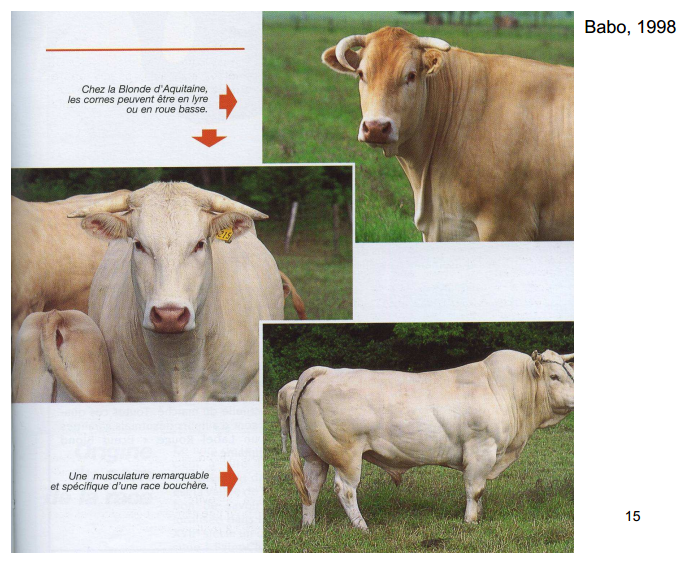 Babo, 1998
Chez la Blonde d'Aquitaine,
les cornes peuvent être en lyre
ou en roue basse.
Une musculature remarquable
et spécifique d'une race bouchère.
15